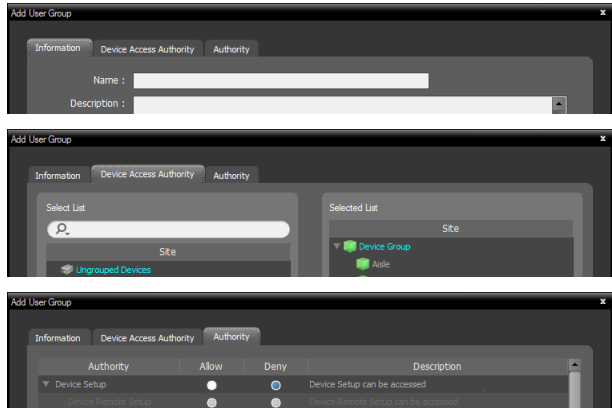 Add User Group x
Information Device Access Authority Authority
Name :
Description :
Add User Group x
Information Device Access Authority Authority
Select List Selected List
Site
Site
Device Group
Ungrouped Devices
Aisle
Add User Group x
Information Device Access Authority Authority
Authority Allow Deny Description
Device Setup Device Setup can be accessed
Device Remote Setup Device Remote Setup can be accessed